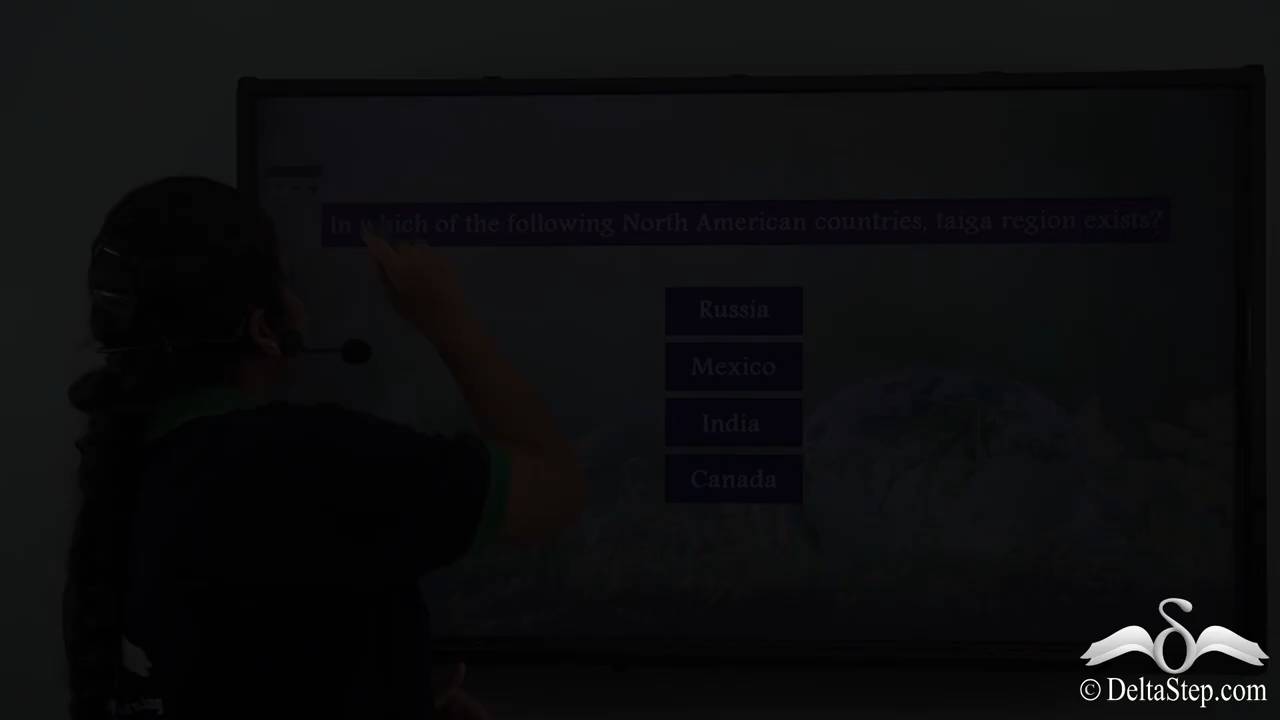 In which of the following North American countries, taiga region exists?
Russia
Mexico
India
Canada
© DeltaStep.com